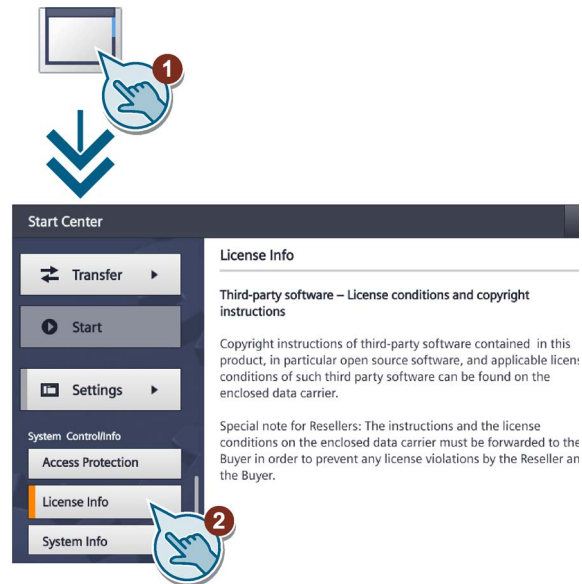 1
Start Center
Transfer
Start
Settings
System Control/Info
Access Protection
License Info
System Info
2
License Info
Third-party software – License conditions and copyright
instructions
Copyright instructions of third-party software contained in this
product, in particular open source software, and applicable licens
conditions of such third party software can be found on the
enclosed data carrier.
Special note for Resellers: The instructions and the license
conditions on the enclosed data carrier must be forwarded to the
Buyer in order to prevent any license violations by the Reseller an
the Buyer.